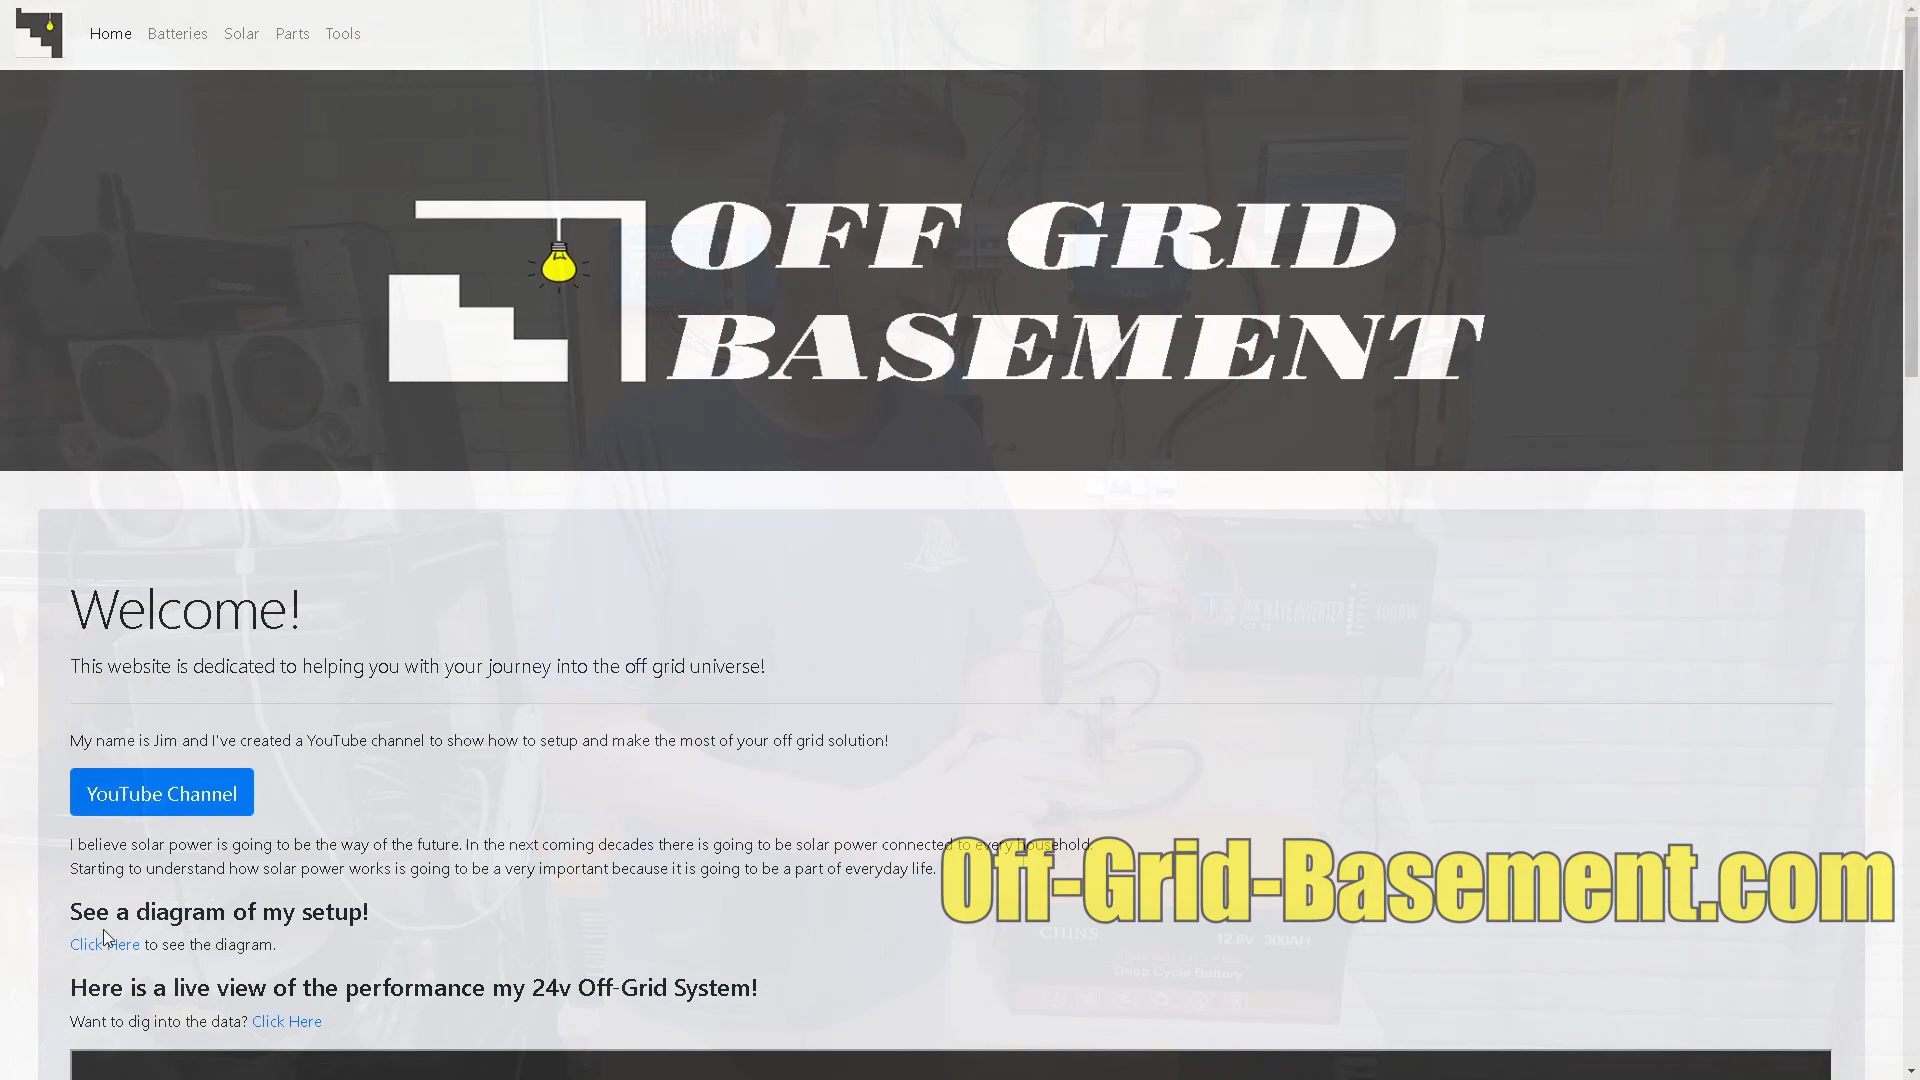 Home Batteries Solar Parts Tools
OFF GRID
BASEMENT
Welcome!
This website is dedicated to helping you with your journey into the off grid universe!
My name is Jim and I've created a YouTube channel to show how to setup and make the most of your off grid solution!
YouTube Channel
I believe solar power is going to be the way of the future. In the next coming decades there is going to be solar power connected to every household.
Starting to understand how solar power works is going to be a very important because it is going to be a part of everyday life.
Off-Grid-Basement.com
See a diagram of my setup!
Click Here to see the diagram.
Here is a live view of the performance my 24v Off-Grid System!
Want to dig into the data? Click Here
WAVE INVERTER
CHINS
12.8V 300AH
Deep Cycle Battery